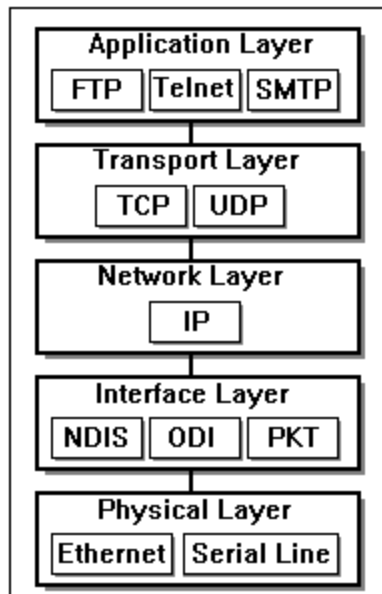 Application Layer
FTP Telnet SMTP
Transport Layer
TCP UDP
Network Layer
IP
Interface Layer
NDIS ODI PKT
Physical Layer
Ethernet Serial Line